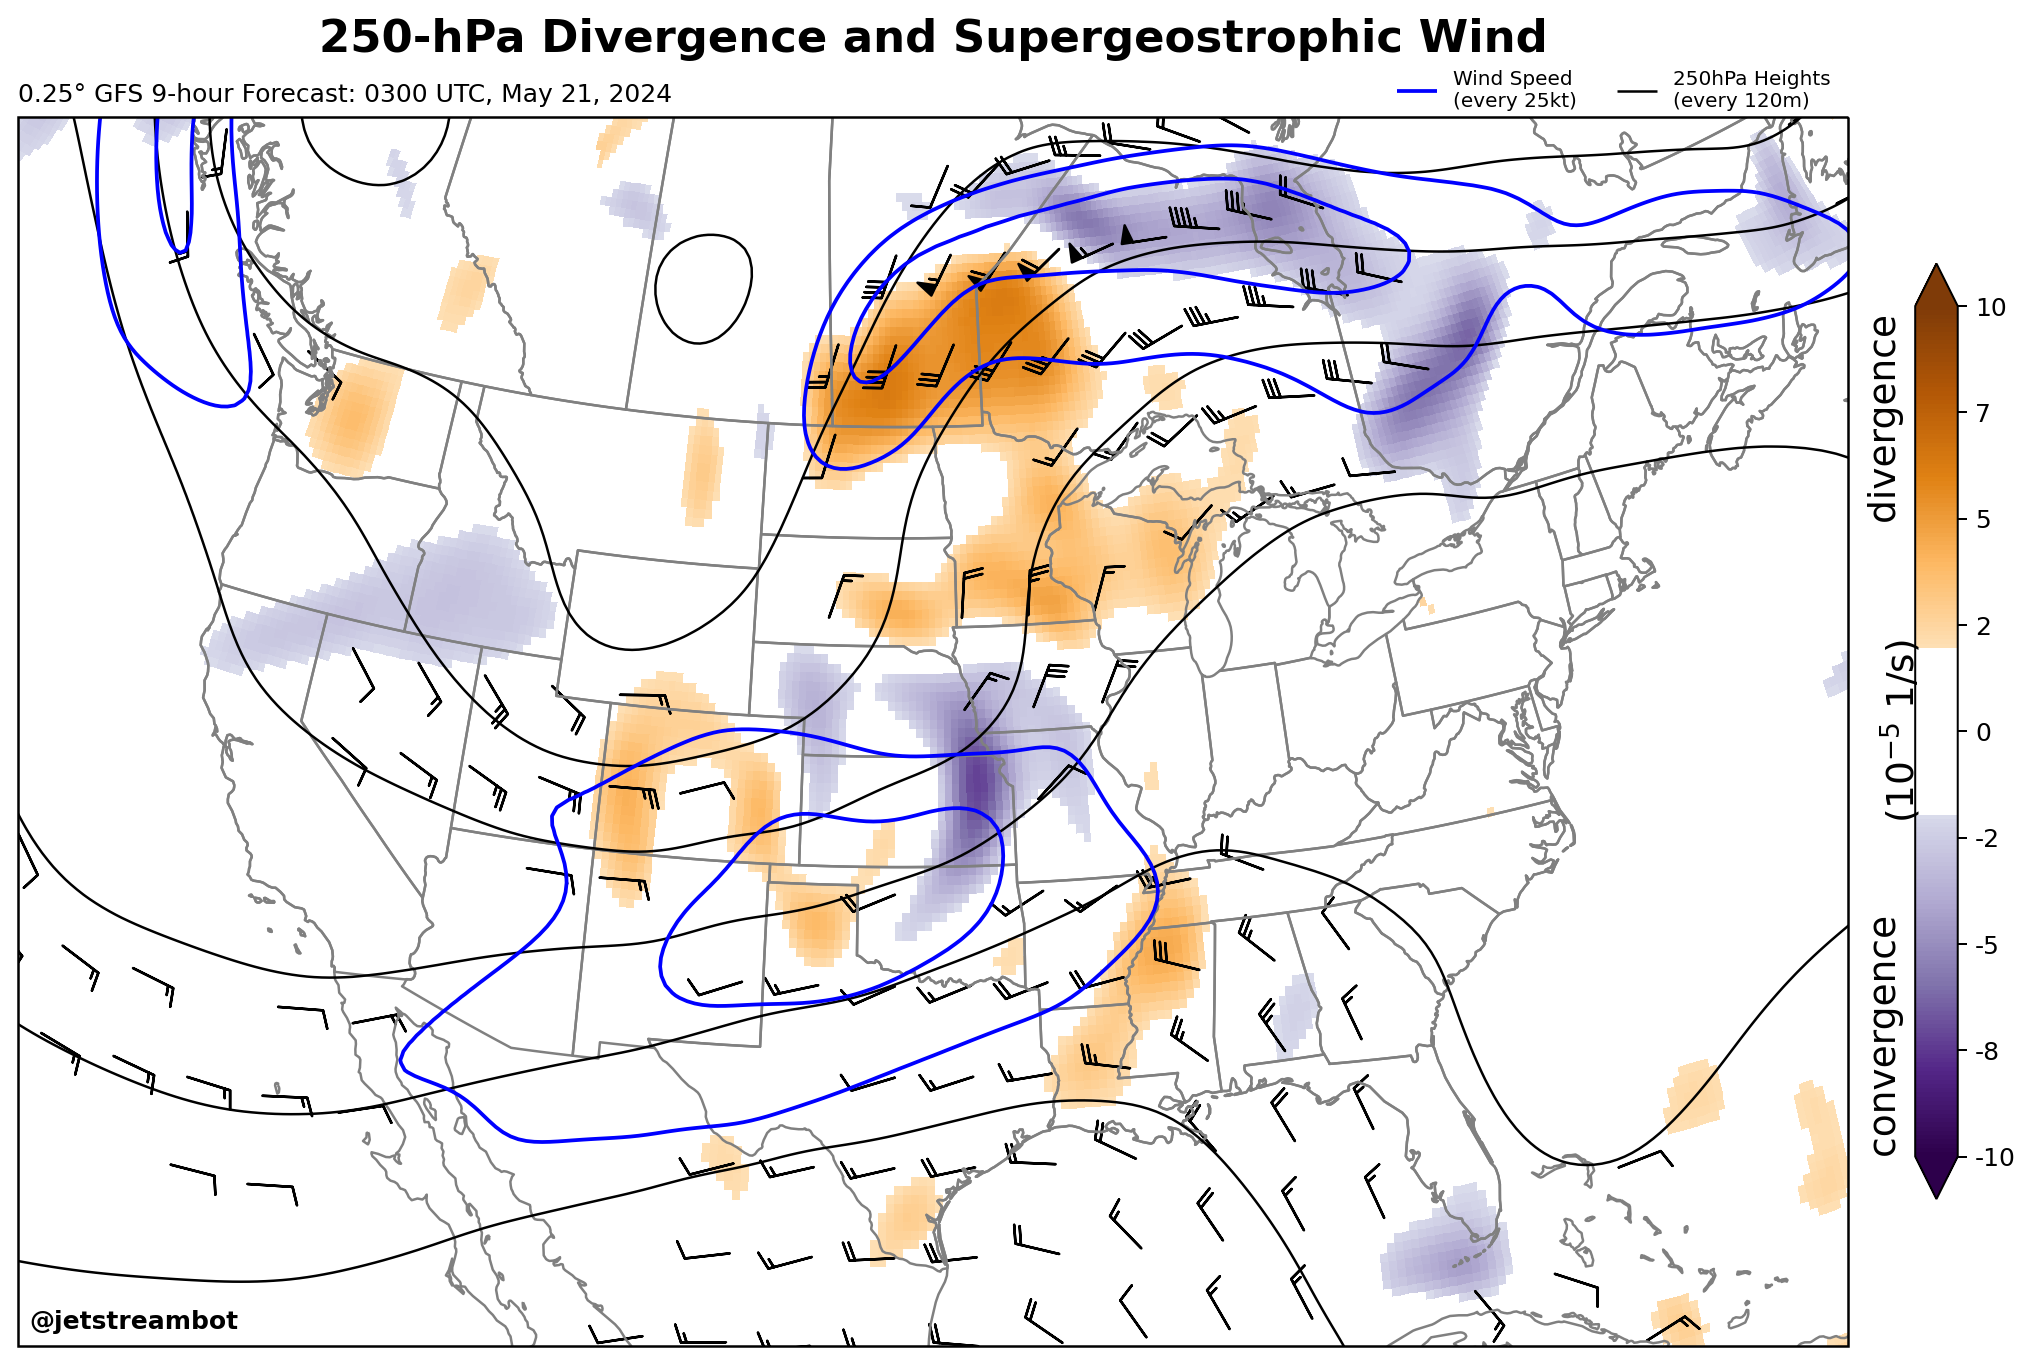 250-hPa Divergence and Supergeostrophic Wind
0.25° GFS 9-hour Forecast: 0300 UTC, May 21, 2024
Wind Speed
(every 25kt)
250hPa Heights
(every 120m)
10
7
5
2
0
-2
-5
-8
-10
convergence (10⁻⁵ 1/s) divergence
@jetstreambot